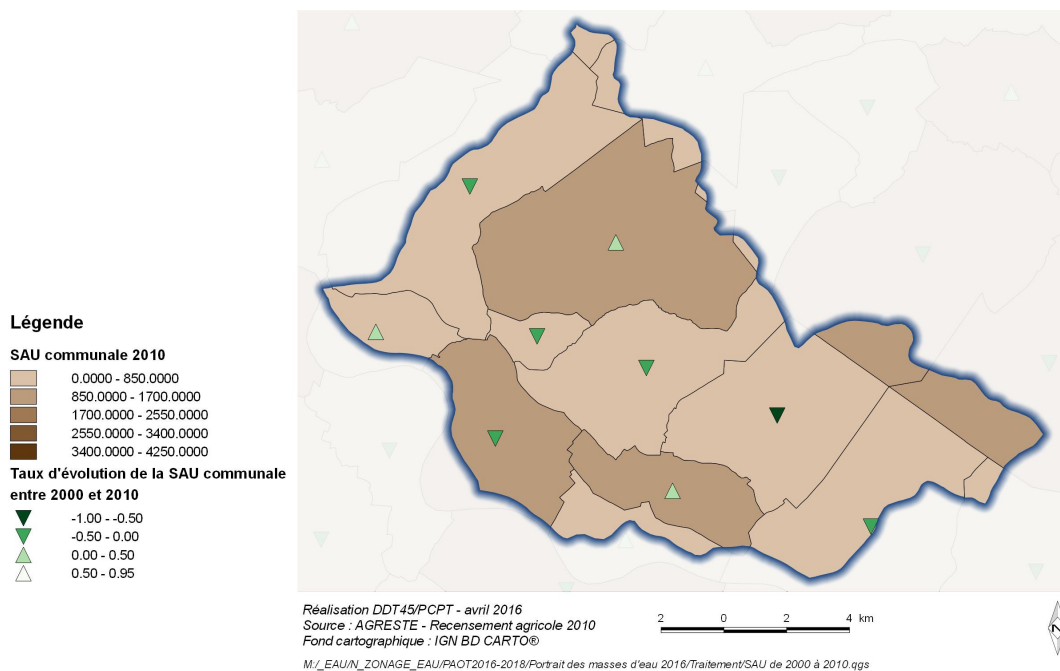 Légende
SAU communale 2010
0.0000 - 850.0000
850.0000 - 1700.0000
1700.0000 - 2550.0000
2550.0000 - 3400.0000
3400.0000 - 4250.0000
Taux d'évolution de la SAU communale
entre 2000 et 2010
-1.00 - -0.50
-0.50 - 0.00
0.00 - 0.50
0.50 - 0.95
Réalisation DDT45/PCPT - avril 2016
Source : AGRESTE - Recensement agricole 2010
Fond cartographique : IGN BD CARTO®
2 0 2 4 km
M:/_EAU/N_ZONAGE_EAU/PAOT2016-2018/Portrait des masses d'eau 2016/Traitement/SAU de 2000 à 2010.qgs
N